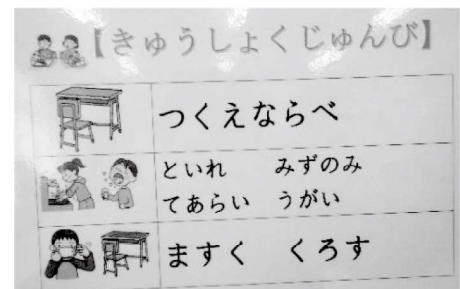 【きゅうしょくじゅんび】
つくえならべ
といれ　みずのみ
てあらい　うがい
ますく　くろす